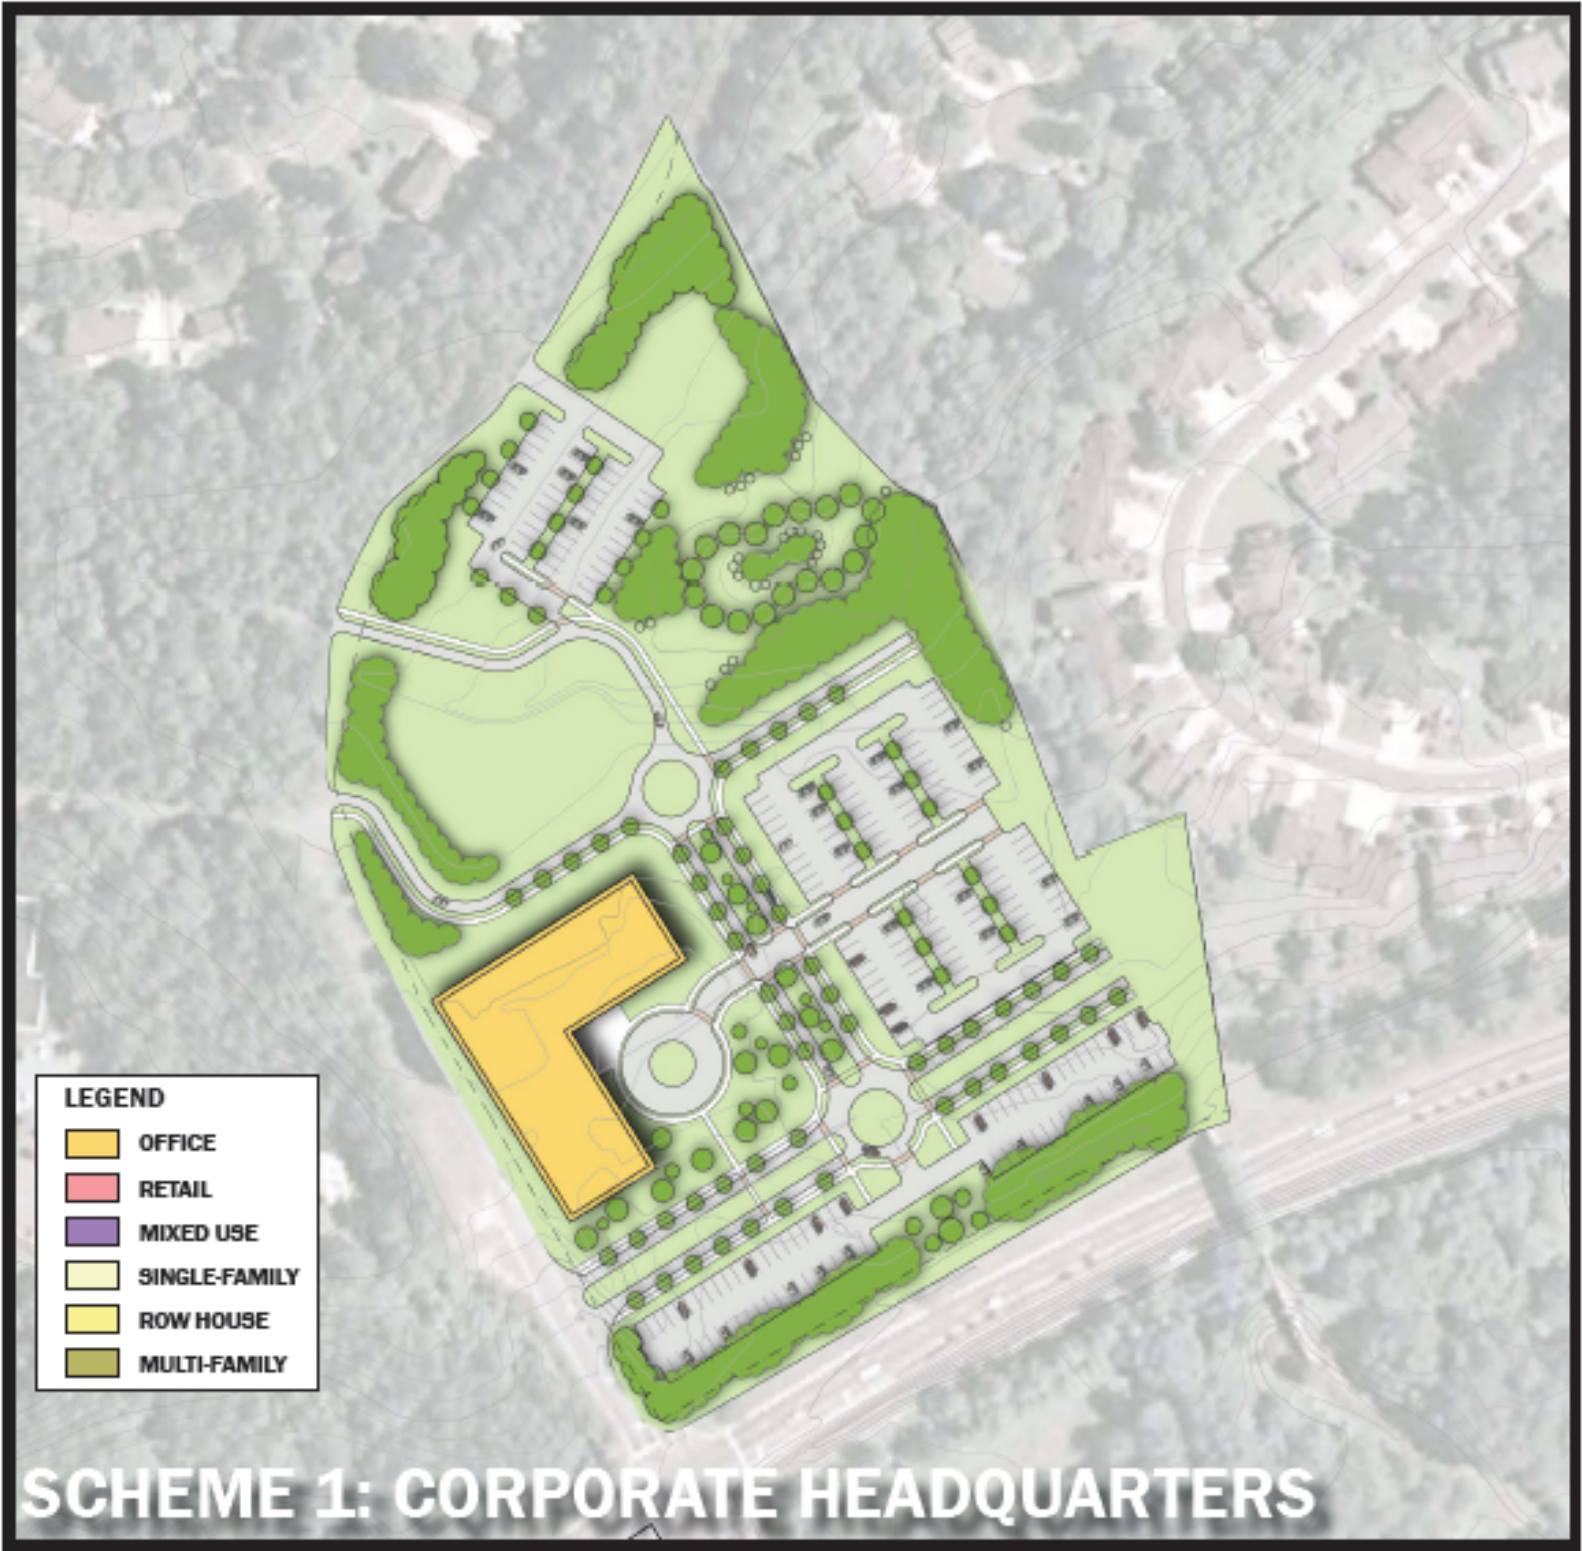 LEGEND
OFFICE
RETAIL
MIXED USE
SINGLE-FAMILY
ROW HOUSE
MULTI-FAMILY
SCHEME 1: CORPORATE HEADQUARTERS